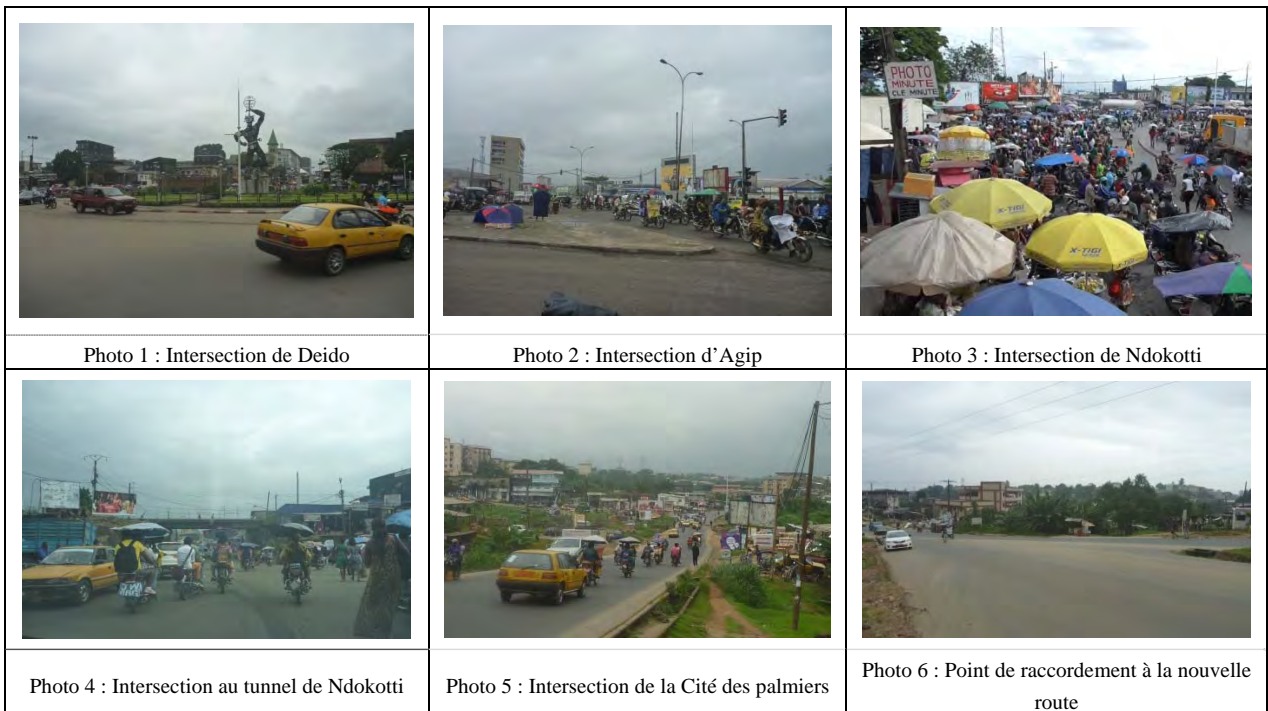 PHOTO
MINUTE
CLE MINUTE
X-TIGI
X-TIGI
Photo 1 : Intersection de Deido
Photo 2 : Intersection d’Agip
Photo 3 : Intersection de Ndokotti
Photo 4 : Intersection au tunnel de Ndokotti
Photo 5 : Intersection de la Cité des palmiers
Photo 6 : Point de raccordement à la nouvelle
route